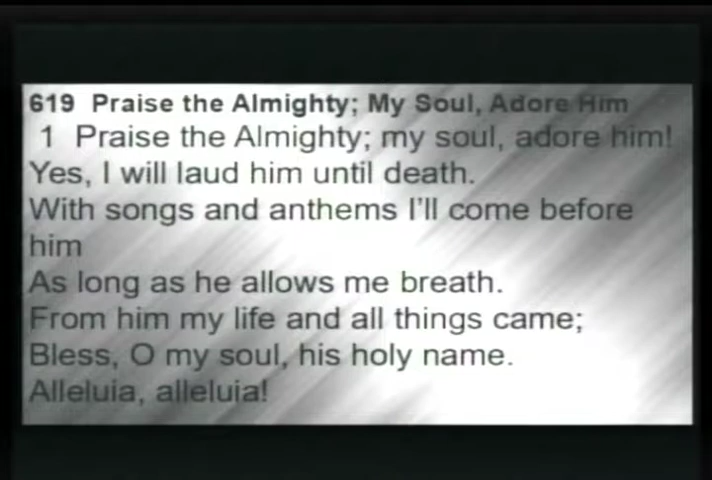 619 Praise the Almighty; My Soul, Adore Him
1 Praise the Almighty; my soul, adore him!
Yes, I will laud him until death.
With songs and anthems I'll come before
him
As long as he allows me breath.
From him my life and all things came;
Bless, O my soul, his holy name.
Alleluia, alleluia!